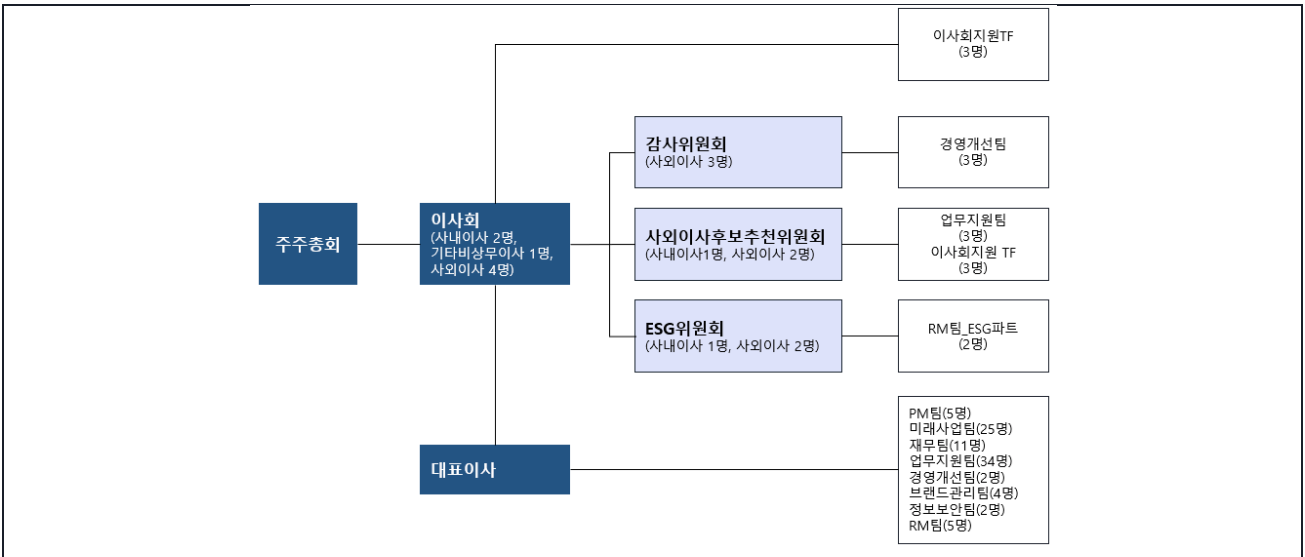 이사회지원TF
(3명)
감사위원회
(사외이사 3명)
경영개선팀
(3명)
주주총회
이사회
(사내이사 2명,
기타비상무이사 1명,
사외이사 4명)
사외이사후보추천위원회
(사내이사1명, 사외이사 2명)
업무지원팀
(3명)
이사회지원 TF
(3명)
ESG위원회
(사내이사 1명, 사외이사 2명)
RM팀_ESG파트
(2명)
대표이사
PM팀(5명)
미래사업팀(25명)
재무팀(11명)
업무지원팀(34명)
경영개선팀(2명)
브랜드관리팀(4명)
정보보안팀(2명)
RM팀(5명)